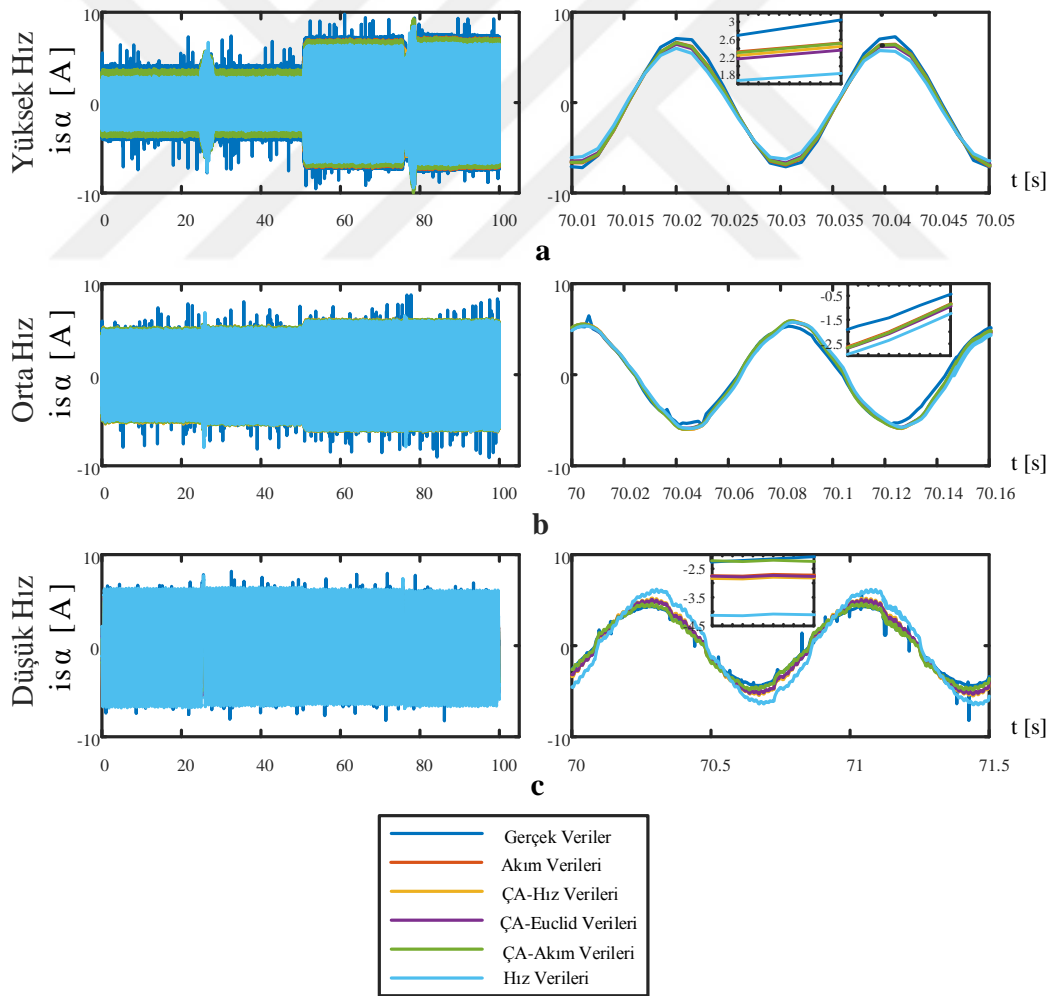 Yüksek Hız
is α [A]
10
0
-10
0 20 40 60 80 100
10
0
-10
3
2.6
2.2
1.8
70.01 70.015 70.02 70.025 70.03 70.035 70.04 70.045 70.05
t [s]
a
Orta Hız
is α [A]
10
0
-10
0 20 40 60 80 100
10
0
-10
-0.5
-1.5
-2.5
70 70.02 70.04 70.06 70.08 70.1 70.12 70.14 70.16
t [s]
b
Düşük Hız
is α [A]
10
0
-10
0 20 40 60 80 100
10
0
-10
-2.5
-3.5
-4.5
70 70.5 71 71.5
t [s]
c
Gerçek Veriler
Akım Verileri
ÇA-Hız Verileri
ÇA-Euclid Verileri
ÇA-Akım Verileri
Hız Verileri